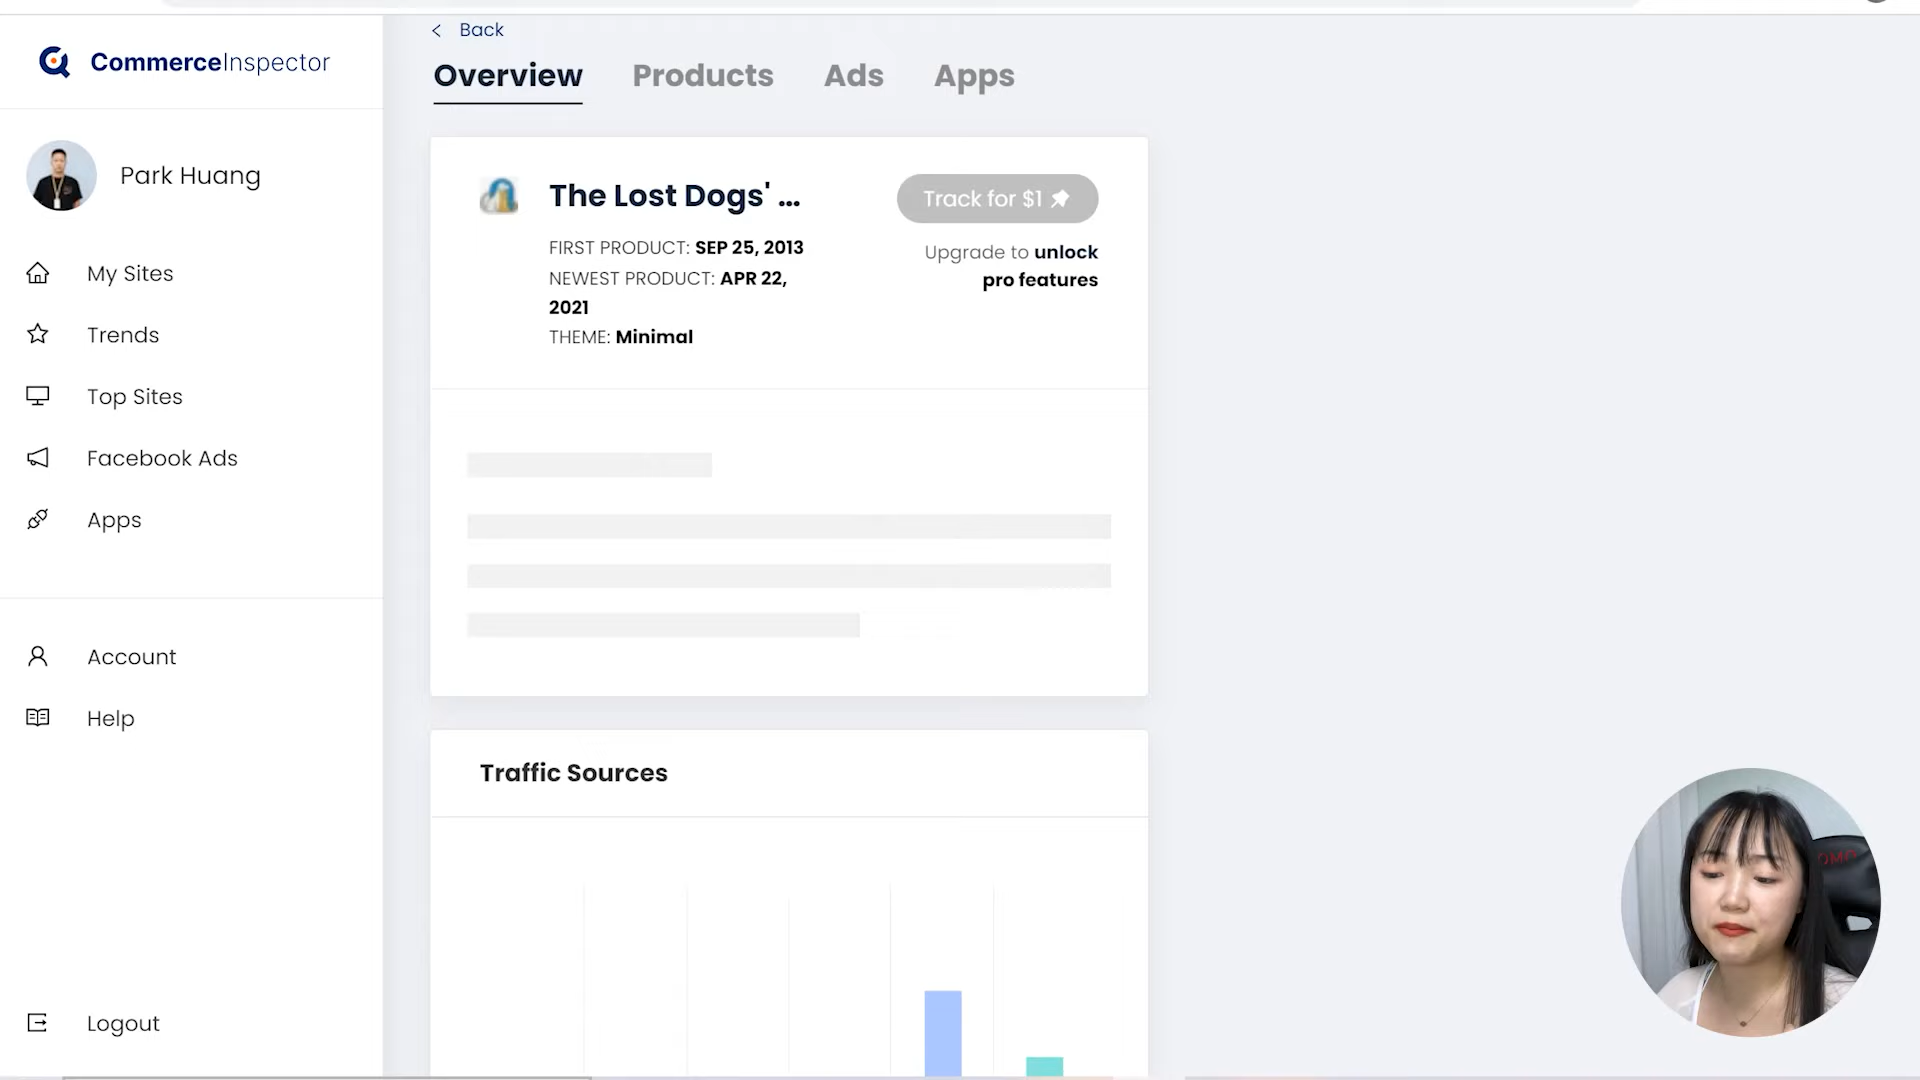 Back
Overview Products Ads Apps
CommerceInspector
Park Huang
My Sites
Trends
Top Sites
Facebook Ads
Apps
Account
Help
Logout
The Lost Dogs' ...
Track for $1
FIRST PRODUCT: SEP 25, 2013
NEWEST PRODUCT: APR 22,
2021
THEME: Minimal
Upgrade to unlock
pro features
Traffic Sources